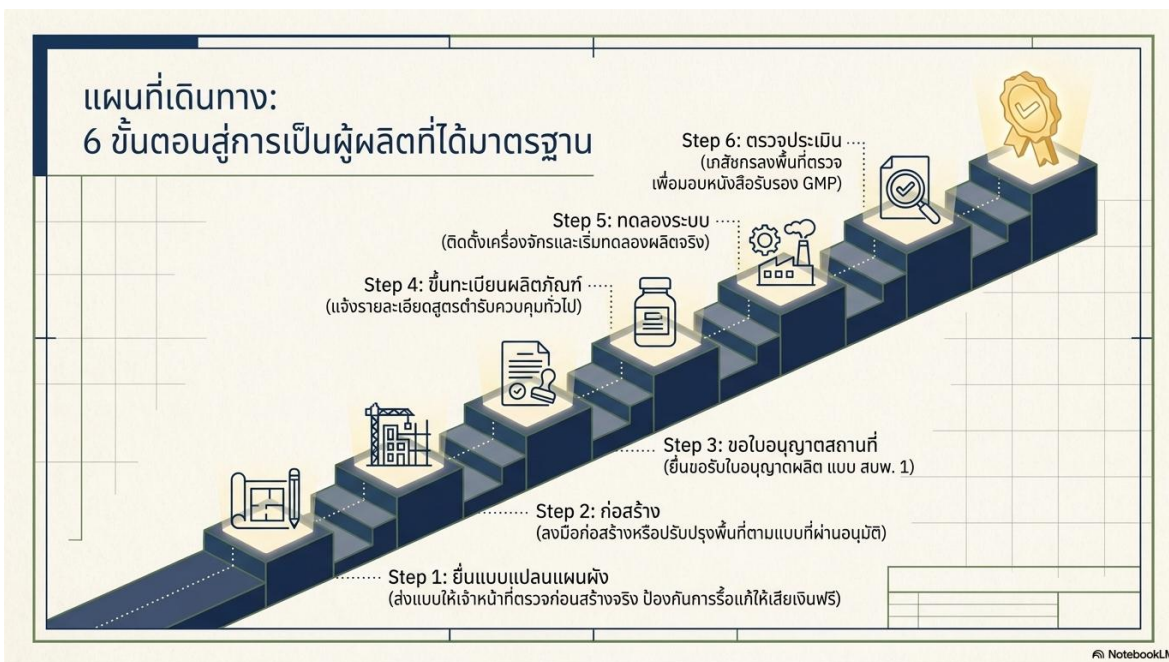 แผนที่เดินทาง:
6 ขั้นตอนสู่การเป็นผู้ผลิตที่ได้มาตรฐาน
Step 6: ตรวจประเมิน
(เภสัชกรลงพื้นที่ตรวจ
เพื่อมอบหนังสือรับรอง GMP)
Step 5: ทดลองระบบ
(ติดตั้งเครื่องจักรและเริ่มทดลองผลิตจริง)
Step 4: ขึ้นทะเบียนผลิตภัณฑ์
(แจ้งรายละเอียดสูตรตำรับควบคุมทั่วไป)
Step 3: ขอใบอนุญาตสถานที่
(ยื่นขอรับใบอนุญาตผลิต แบบ สบพ. 1)
Step 2: ก่อสร้าง
(ลงมือก่อสร้างหรือปรับปรุงพื้นที่ตามแบบที่ผ่านอนุมัติ)
Step 1: ยื่นแบบแปลนแผนผัง
(ส่งแบบให้เจ้าหน้าที่ตรวจก่อนสร้างจริง ป้องกันการรื้อแก้ให้เสียเงินฟรี)
NotebookLM